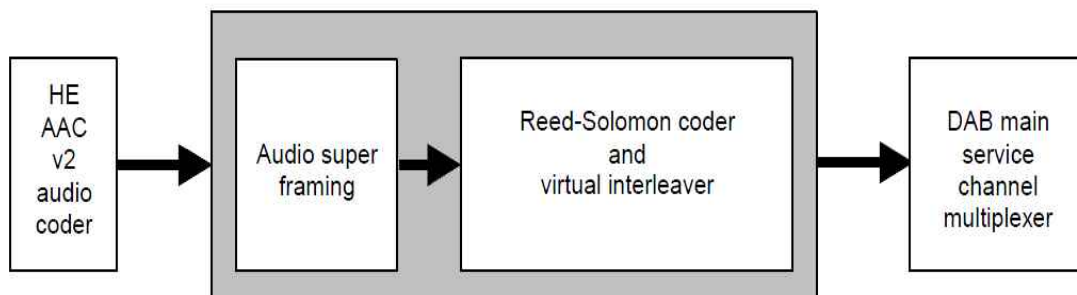 HE
AAC
v2
audio
coder
Audio super
framing
Reed-Solomon coder
and
virtual interleaver
DAB main
service
channel
multiplexer